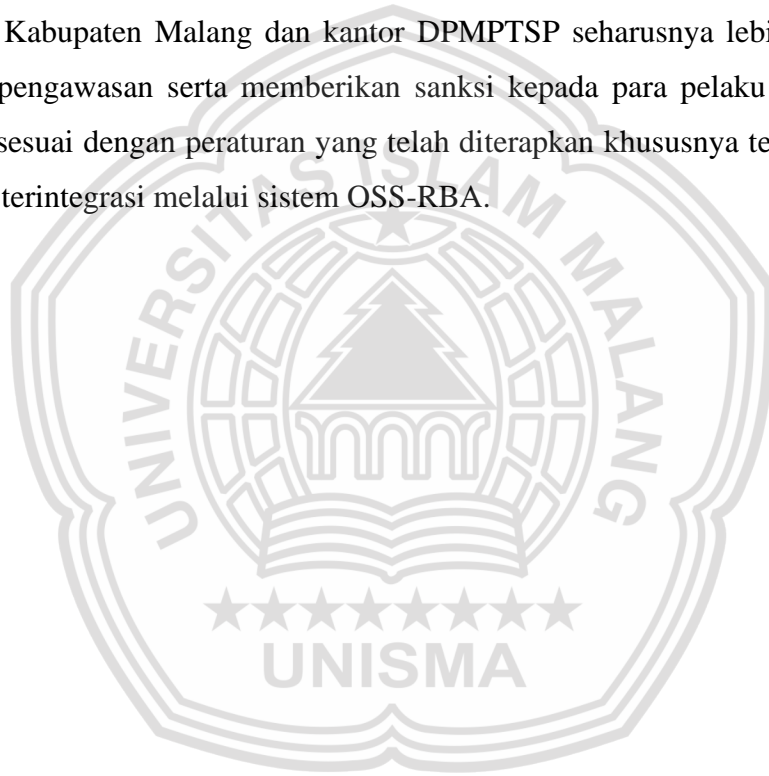 Kabupaten Malang dan kantor DPMPTSP seharusnya
pengawasan serta memberikan sanksi kepada para pelaku
sesuai dengan peraturan yang telah diterapkan khususnya
terintegrasi melalui sistem OSS-RBA.
UNIVERSITAS ISLAM MALANG
UNISMA